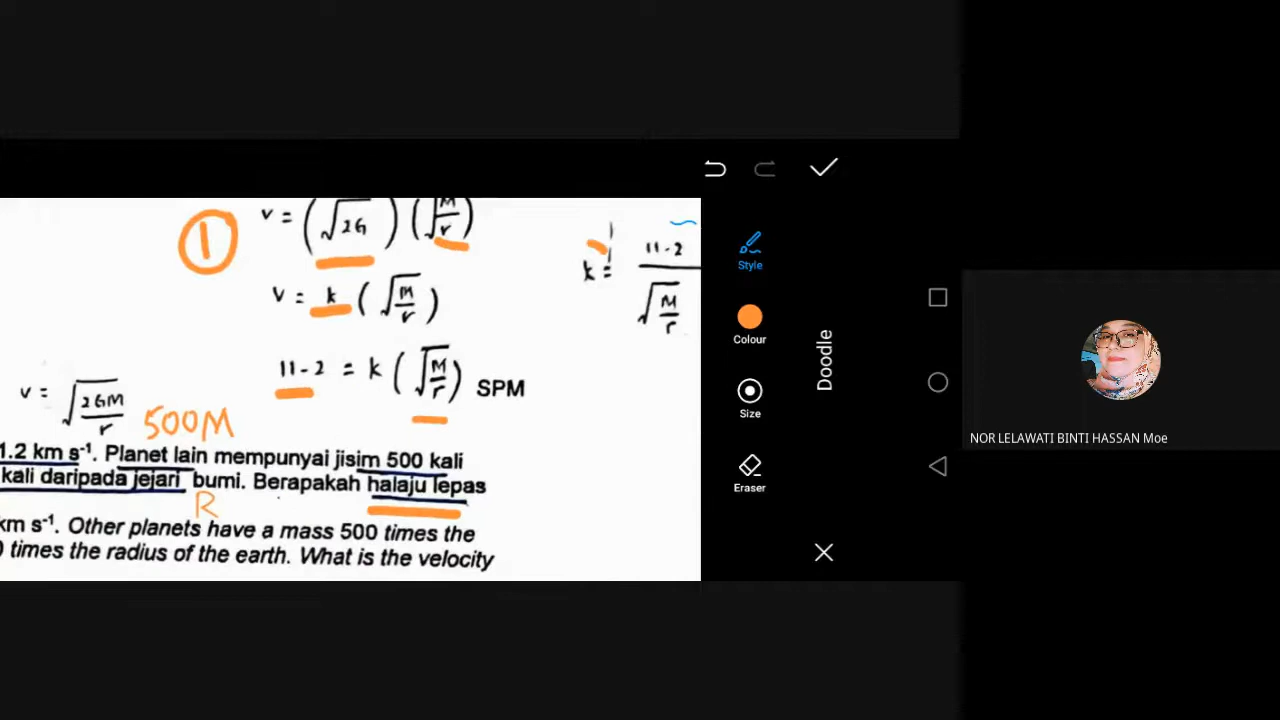 ①
v = (√2G) (√M/r)
v = k (√M/r)
11-2 = k (√M/r) SPM
k = 11-2 / √M/r
v = √2GM/r
500M
1.2 km s⁻¹. Planet lain mempunyai jisim 500 kali
kali daripada jejari bumi. Berapakah halaju lepas
R
km s⁻¹. Other planets have a mass 500 times the
0 times the radius of the earth. What is the velocity
Style
Colour
Size
Eraser
Doodle
NOR LELAWATI BINTI HASSAN Moe